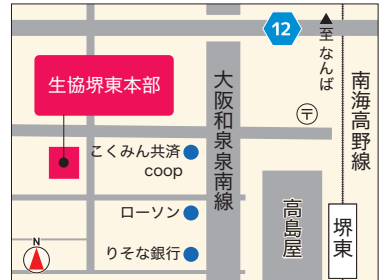 12
▲至 なんば
生協堺東本部
大阪和泉泉南線
南海高野線
〒
こくみん共済
coop
ローソン
高島屋
堺東
りそな銀行
N